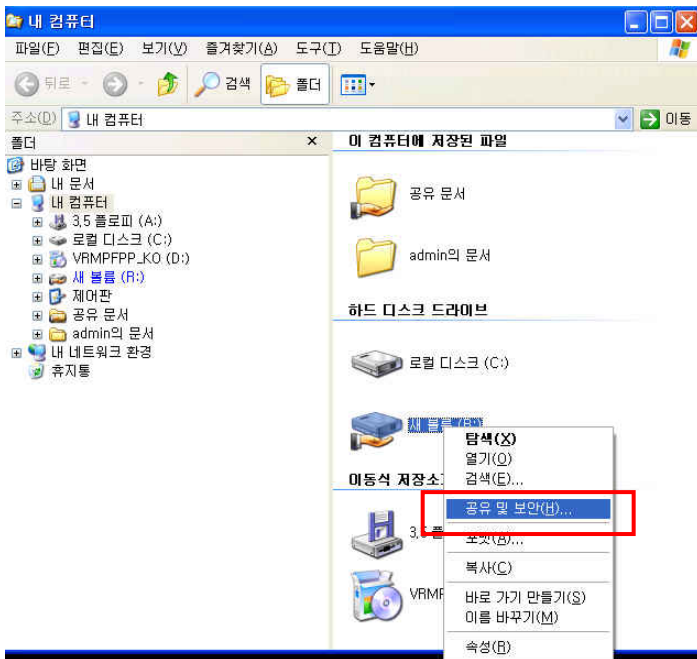 내 컴퓨터
파일(F) 편집(E) 보기(V) 즐겨찾기(A) 도구(T) 도움말(H)
뒤로 검색 폴더
주소(D) 내 컴퓨터 이동
폴더 ×
바탕 화면
내 문서
내 컴퓨터
3,5 플로피 (A:)
로컬 디스크 (C:)
VRMPFPP_KO (D:)
새 볼륨 (R:)
제어판
공유 문서
admin의 문서
내 네트워크 환경
휴지통
이 컴퓨터에 저장된 파일
공유 문서
admin의 문서
하드 디스크 드라이브
로컬 디스크 (C:)
새 볼륨 (R:)
이동식 저장소
3,5 플
VRMP
탐색(X)
열기(O)
검색(E)...
공유 및 보안(H)...
포맷(A)...
복사(C)
바로 가기 만들기(S)
이름 바꾸기(M)
속성(R)